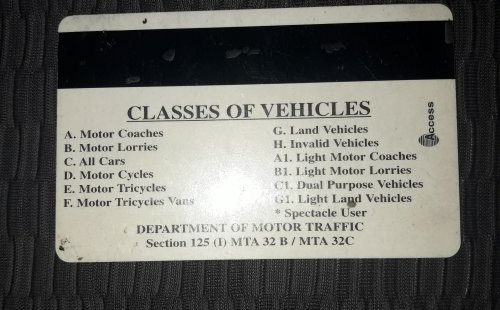 CLASSES OF VEHICLES
A. Motor Coaches
B. Motor Lorries
C. All Cars
D. Motor Cycles
E. Motor Tricycles
F. Motor Tricycles Vans
G. Land Vehicles
H. Invalid Vehicles
A1. Light Motor Coaches
B1. Light Motor Lorries
C1. Dual Purpose Vehicles
G1. Light Land Vehicles
* Spectacle User
DEPARTMENT OF MOTOR TRAFFIC
Section 125 (I) MTA 32 B / MTA 32C
Access